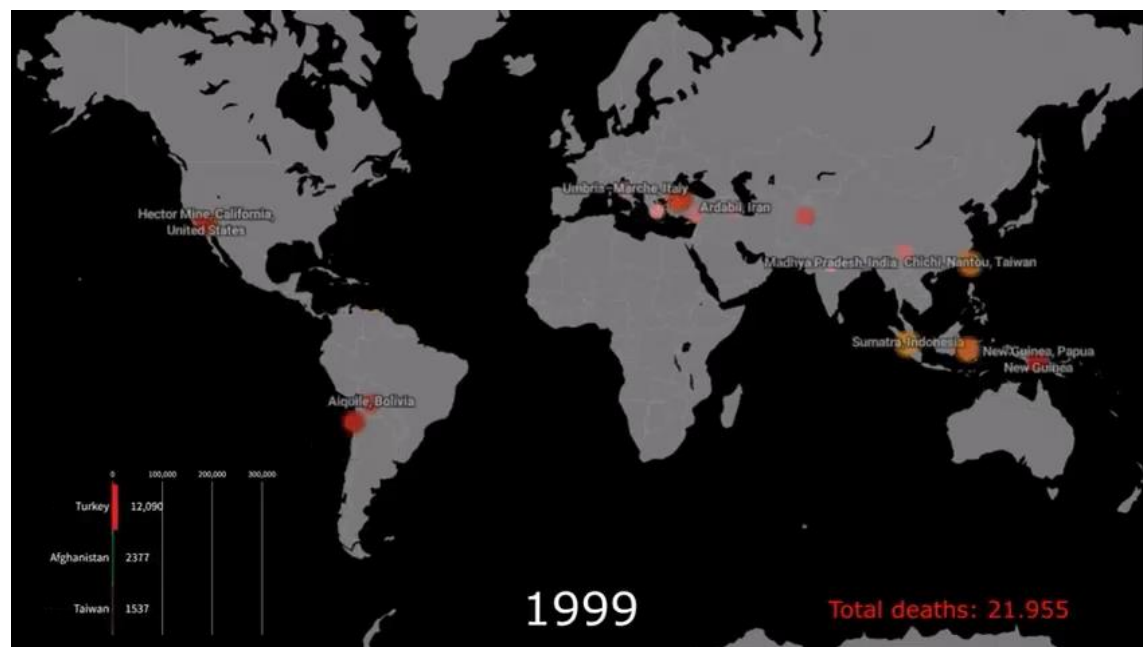 Umbria-Marche, Italy
Ardabil, Iran
Hector Mine, California,
United States
Madhya Pradesh, India
Chichi, Nantou, Taiwan
Sumatra, Indonesia
New Guinea, Papua
New Guinea
Aiquile, Bolivia
0 100,000 200,000 300,000
Turkey 12,090
Afghanistan 2377
Taiwan 1537
1999
Total deaths: 21.955